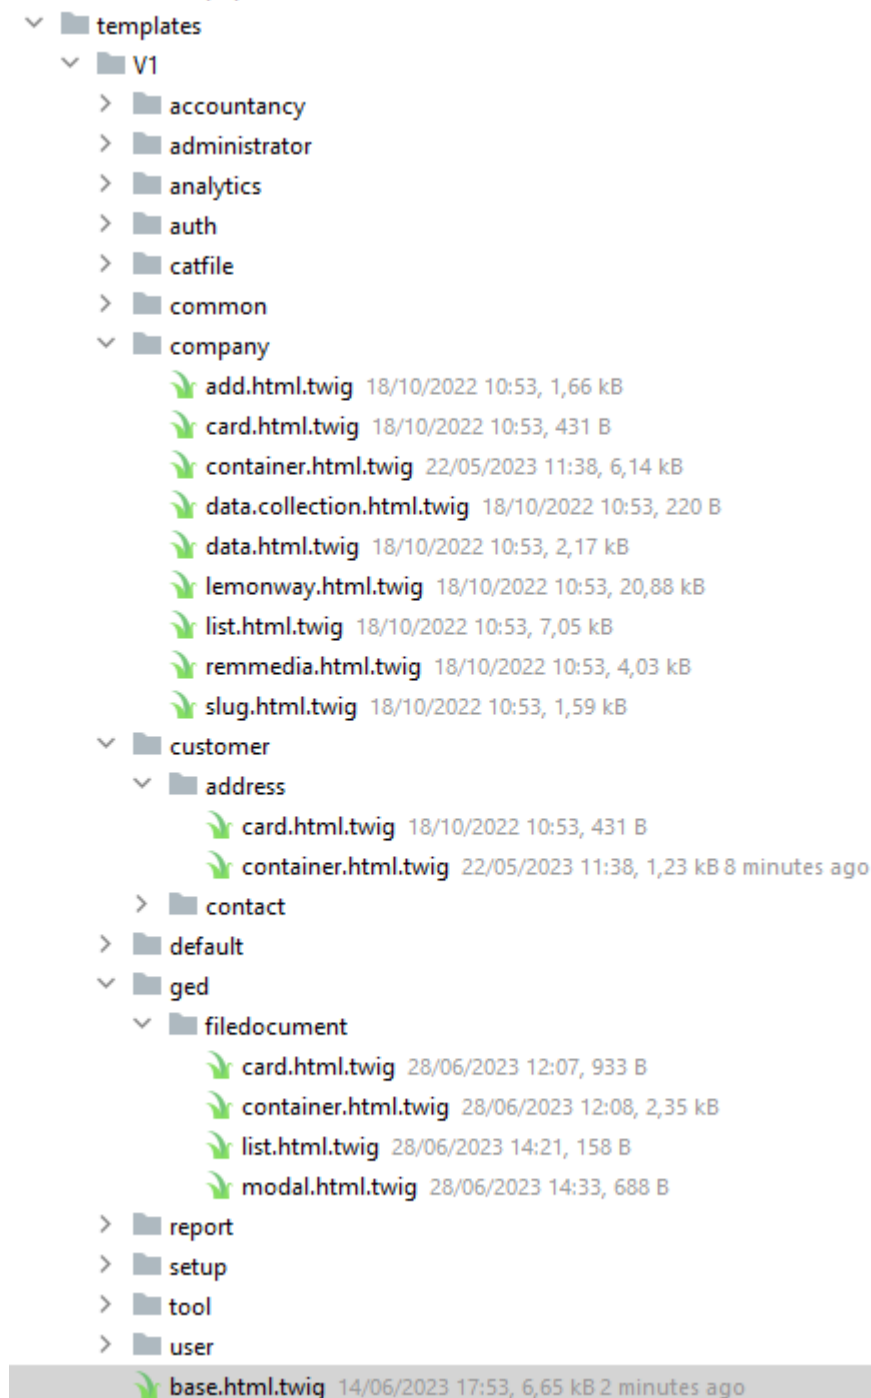 templates
V1
accountancy
administrator
analytics
auth
catfile
common
company
add.html.twig 18/10/2022 10:53, 1,66 kB
card.html.twig 18/10/2022 10:53, 431 B
container.html.twig 22/05/2023 11:38, 6,14 kB
data.collection.html.twig 18/10/2022 10:53, 220 B
data.html.twig 18/10/2022 10:53, 2,17 kB
lemonway.html.twig 18/10/2022 10:53, 20,88 kB
list.html.twig 18/10/2022 10:53, 7,05 kB
remmedia.html.twig 18/10/2022 10:53, 4,03 kB
slug.html.twig 18/10/2022 10:53, 1,59 kB
customer
address
card.html.twig 18/10/2022 10:53, 431 B
container.html.twig 22/05/2023 11:38, 1,23 kB 8 minutes ago
contact
default
ged
filedocument
card.html.twig 28/06/2023 12:07, 933 B
container.html.twig 28/06/2023 12:08, 2,35 kB
list.html.twig 28/06/2023 14:21, 158 B
modal.html.twig 28/06/2023 14:33, 688 B
report
setup
tool
user
base.html.twig 14/06/2023 17:53, 6,65 kB 2 minutes ago